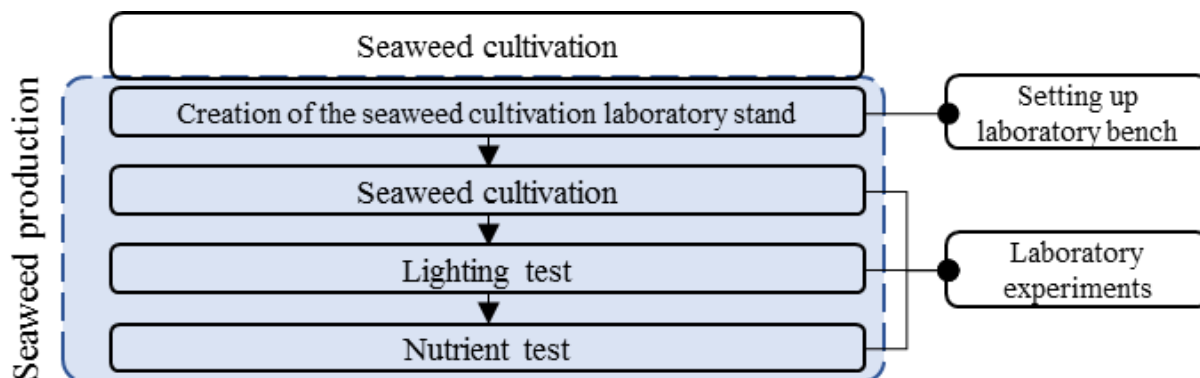 Seaweed cultivation
Seaweed production
Creation of the seaweed cultivation laboratory stand
Setting up
laboratory bench
Seaweed cultivation
Lighting test
Laboratory
experiments
Nutrient test